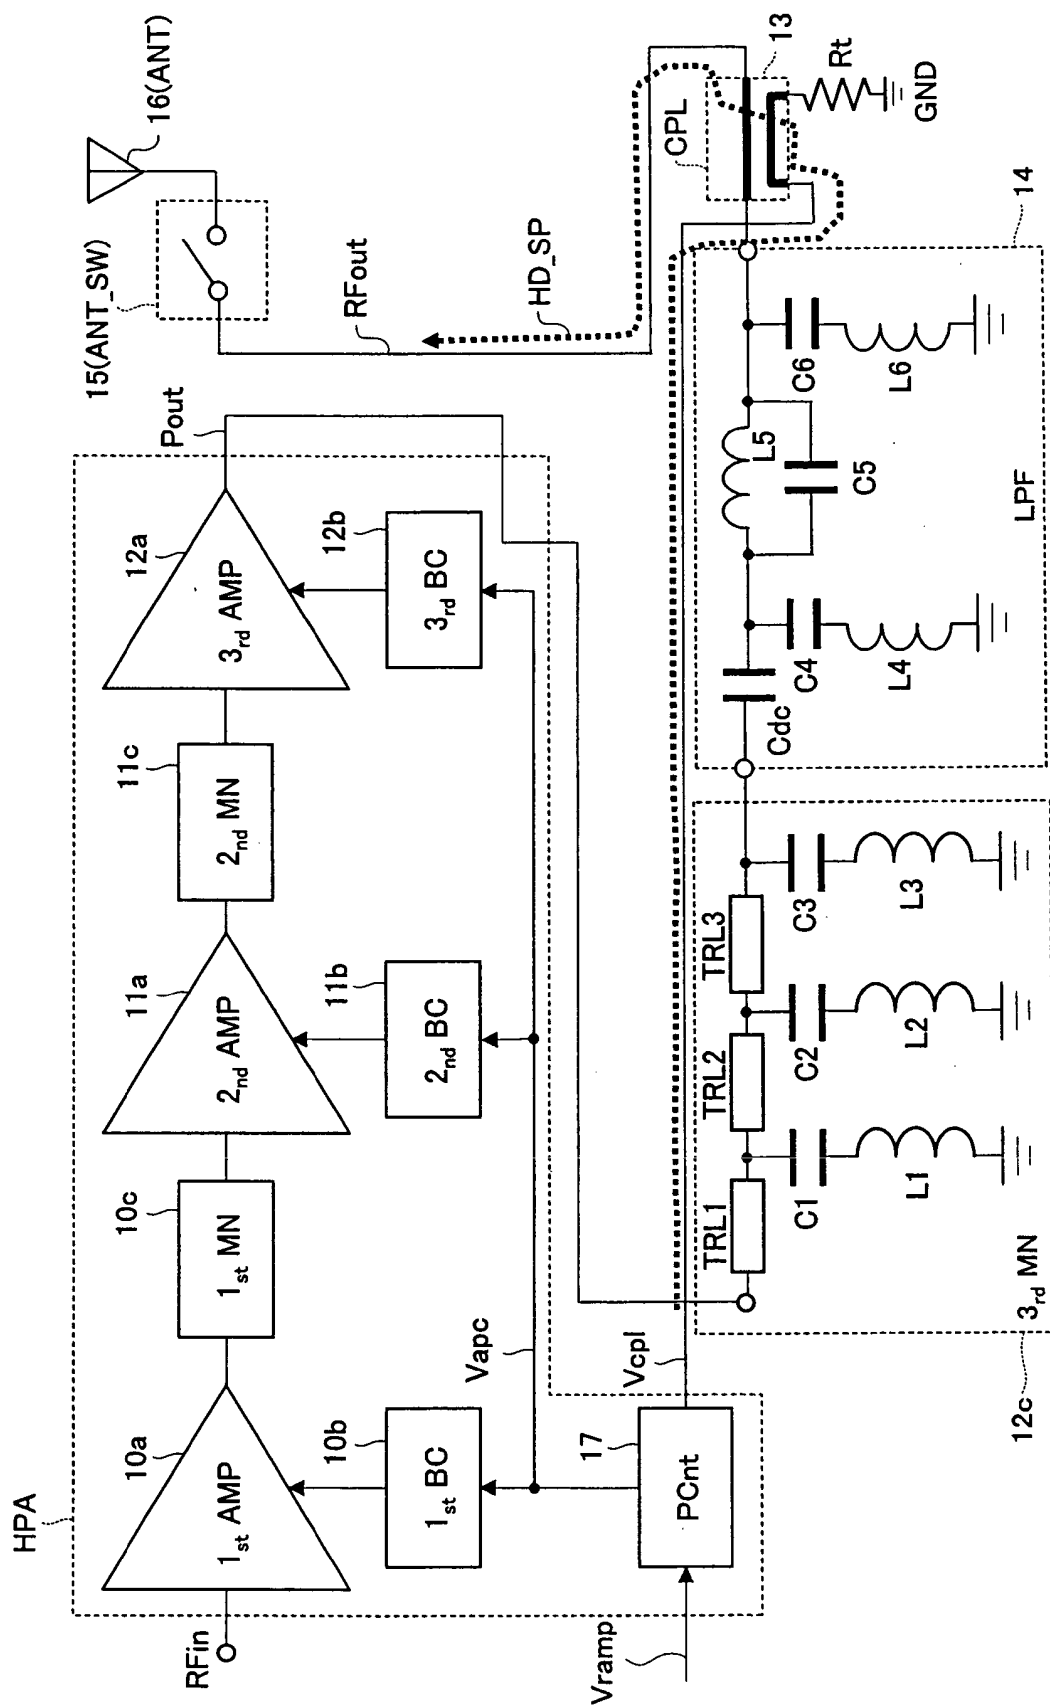 HPA
RFin
10a
1st AMP
10c
1st MN
11a
2nd AMP
11c
2nd MN
12a
3rd AMP
Pout
15(ANT_SW)
16(ANT)
10b
1st BC
11b
2nd BC
12b
3rd BC
Vapc
RFout
HD_SP
Vramp
17
PCnt
Vcpl
CPL
13
Rt
GND
TRL1
TRL2
TRL3
C1
L1
C2
L2
C3
L3
3rd MN
12c
Cdc
C4
L4
L5
C5
C6
L6
LPF
14